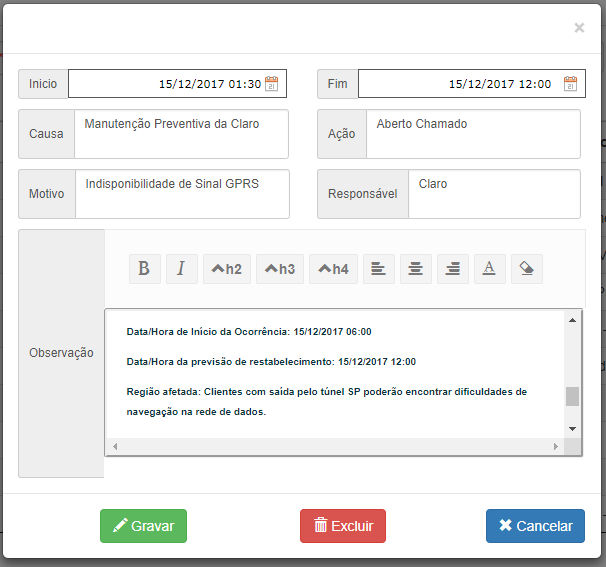 ×
Inicio 15/12/2017 01:30 Fim 15/12/2017 12:00
Causa Manutenção Preventiva da Claro Ação Aberto Chamado
Motivo Indisponibilidade de Sinal GPRS Responsável Claro
B I h2 h3 h4 A
Observação
Data/Hora de Início da Ocorrência: 15/12/2017 06:00
Data/Hora da previsão de restabelecimento: 15/12/2017 12:00
Região afetada: Clientes com saída pelo túnel SP poderão encontrar dificuldades de
navegação na rede de dados.
Gravar Excluir Cancelar